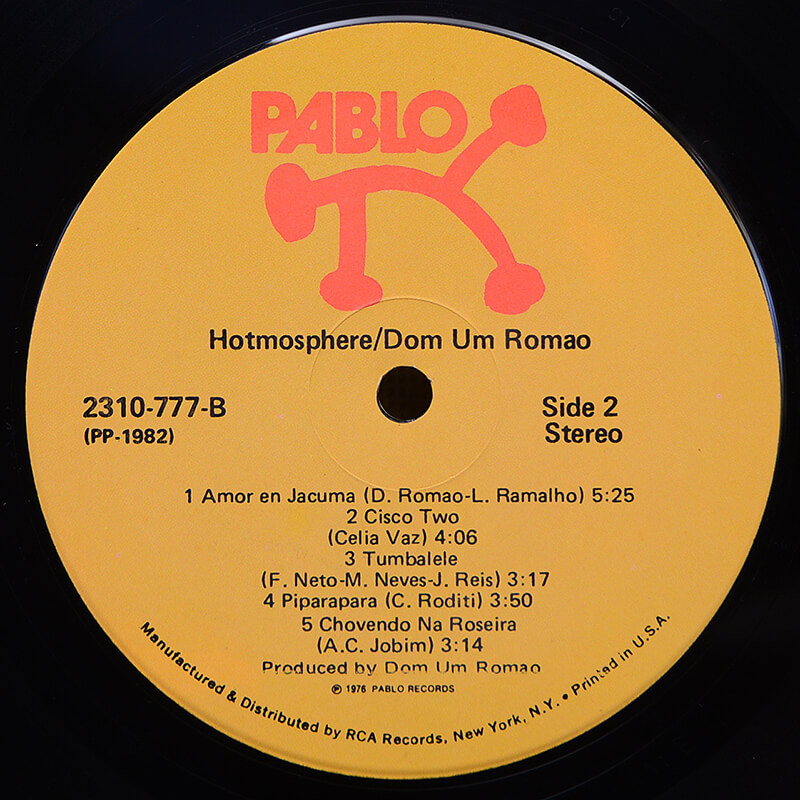 PABLO
Hotmosphere/Dom Um Romao
2310-777-B
(PP-1982)
Side 2
Stereo
1 Amor en Jacuma (D. Romao-L. Ramalho) 5:25
2 Cisco Two
(Celia Vaz) 4:06
3 Tumbalele
(F. Neto-M. Neves-J. Reis) 3:17
4 Piparapara (C. Roditi) 3:50
5 Chovendo Na Roseira
(A.C. Jobim) 3:14
Produced by Dom Um Romao
℗ 1976 PABLO RECORDS
Manufactured & Distributed by RCA Records, New York, N.Y. • Printed in U.S.A.